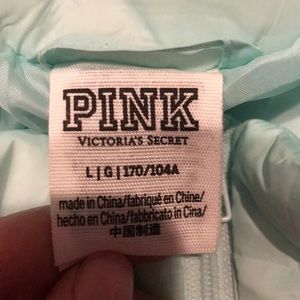 PINK
VICTORIA'S SECRET
L|G|170/104A
made in China/fabriqué en Chine/
hecho en China/fabbricato in Cina/
中国制造